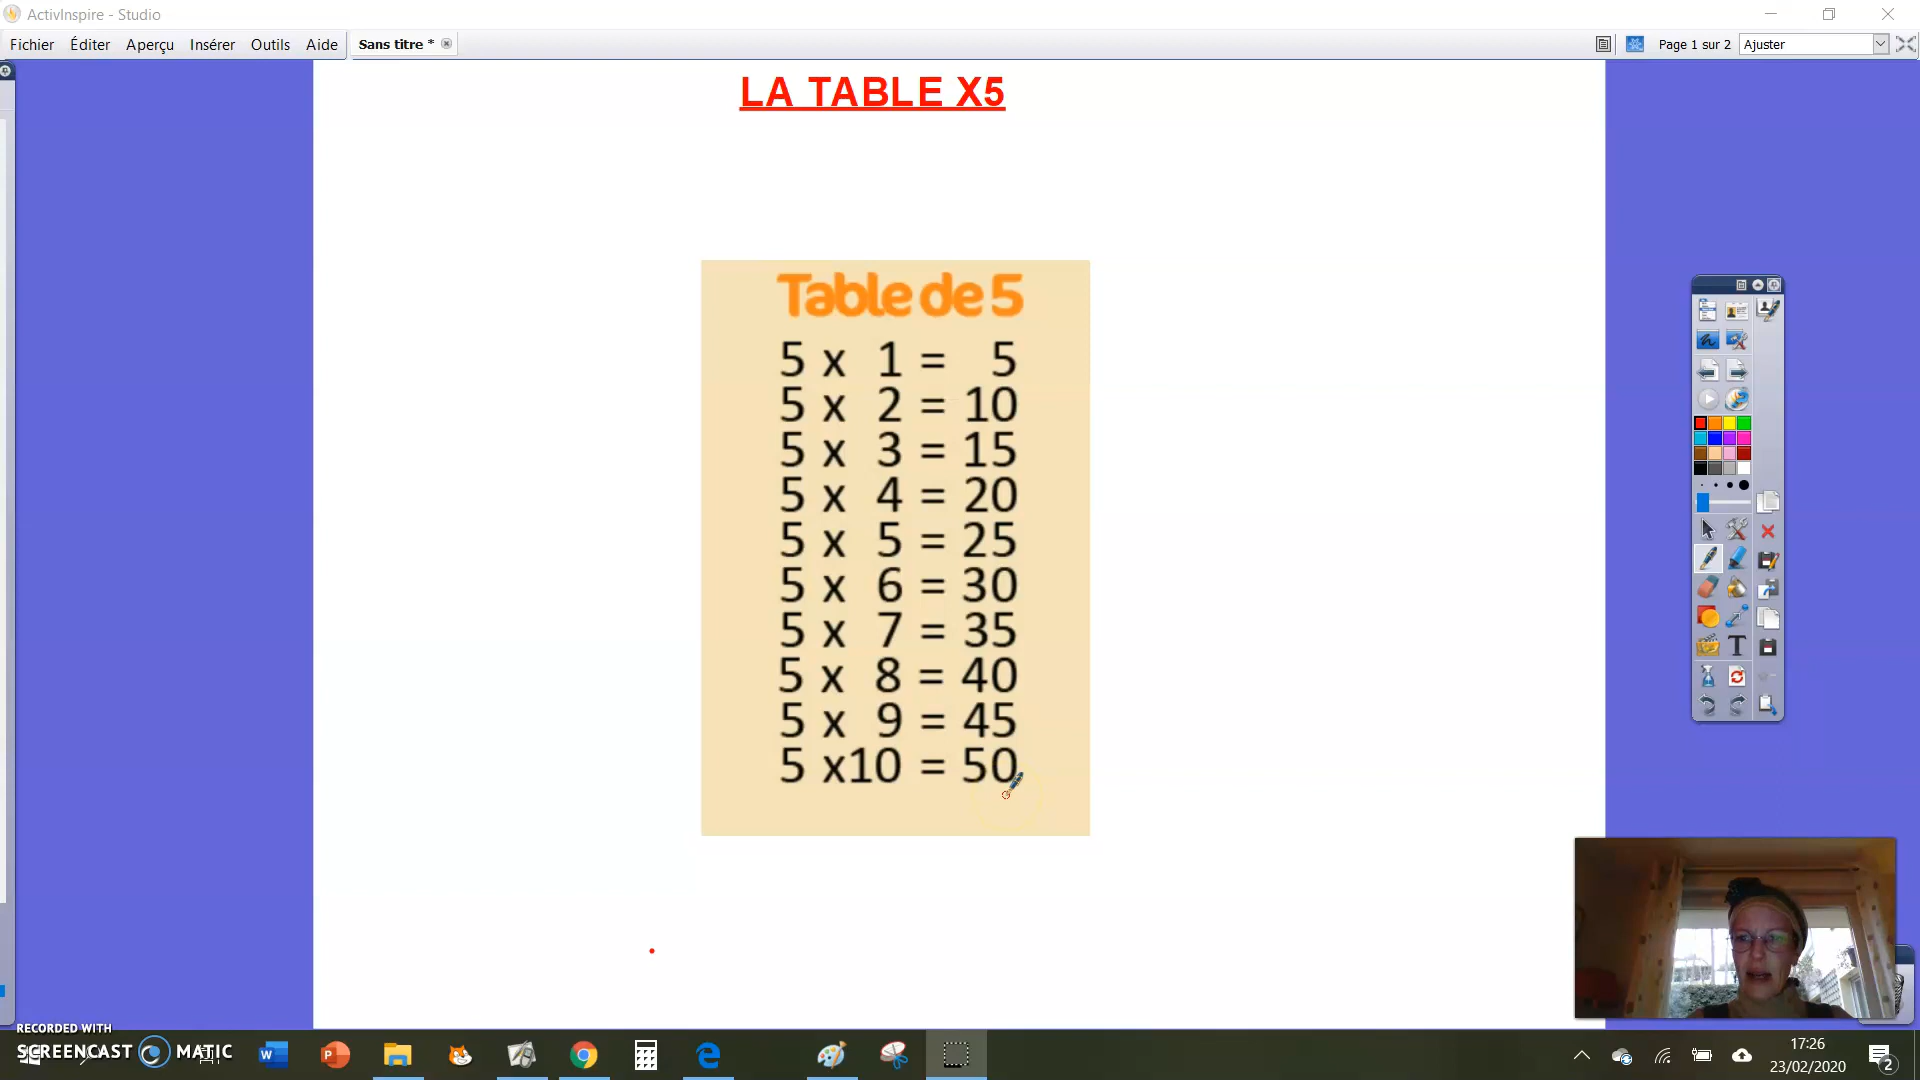 ActivInspire - Studio
Fichier Éditer Aperçu Insérer Outils Aide Sans titre * Page 1 sur 2 Ajuster
LA TABLE X5
Table de 5
5 x 1 = 5
5 x 2 = 10
5 x 3 = 15
5 x 4 = 20
5 x 5 = 25
5 x 6 = 30
5 x 7 = 35
5 x 8 = 40
5 x 9 = 45
5 x10 = 50
RECORDED WITH
SCREENCAST MATIC
17:26
23/02/2020
2